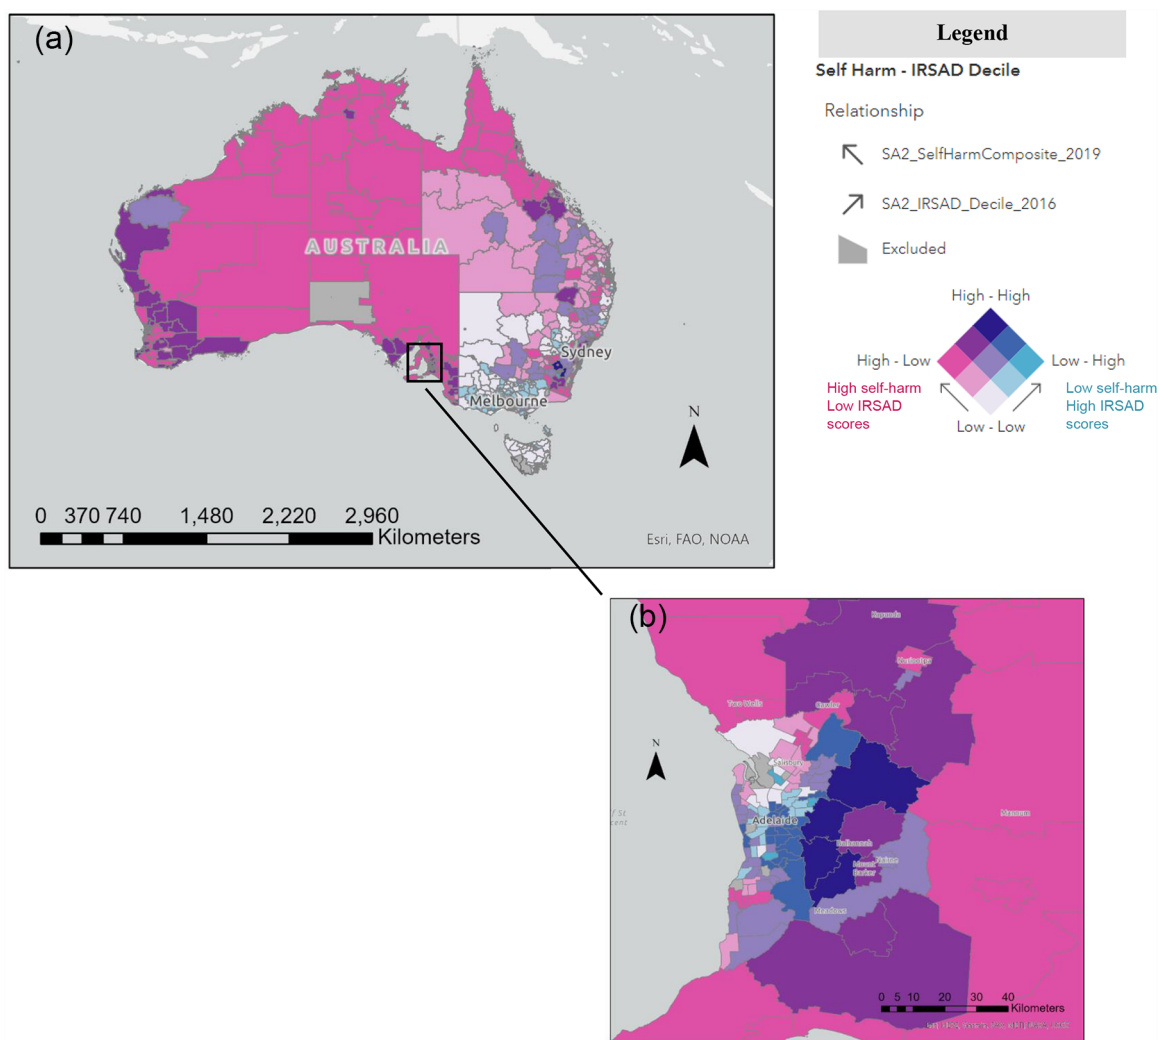 (a)
AUSTRALIA
Sydney
Melbourne
N
0 370 740 1,480 2,220 2,960
Kilometers
Esri, FAO, NOAA
Legend
Self Harm - IRSAD Decile
Relationship
SA2_SelfHarmComposite_2019
SA2_IRSAD_Decile_2016
Excluded
High - High
High - Low
Low - High
High self-harm
Low IRSAD
scores
Low self-harm
High IRSAD
scores
Low - Low
(b)
Kapunda
Nuriootpa
Two Wells
Gawler
N
Salisbury
Mannum
Adelaide
Balhannah
Nairne
Mount
Barker
Meadows
0 5 10 20 30 40
Kilometers